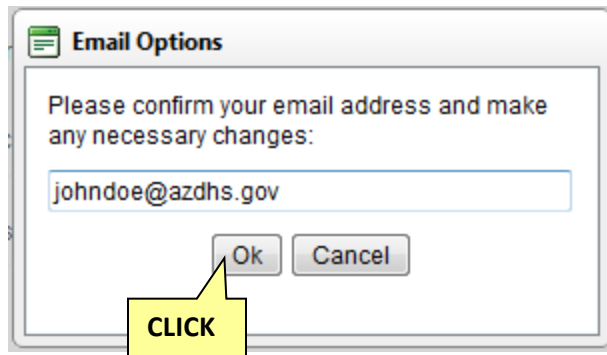 Email Options
Please confirm your email address and make
any necessary changes:
johndoe@azdhs.gov
Ok Cancel
CLICK